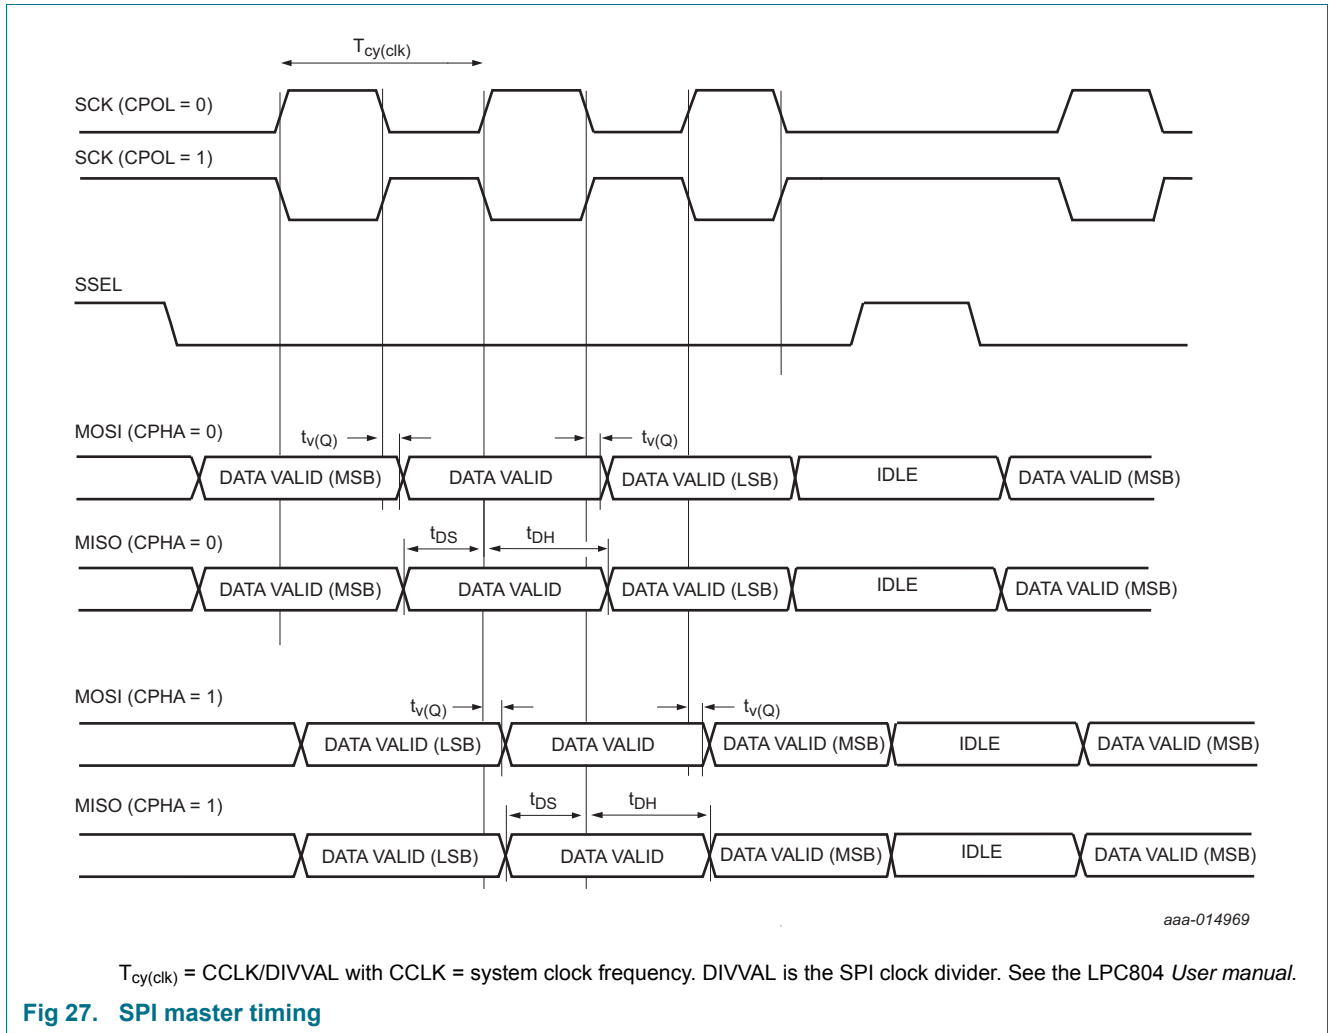 Tcy(clk)
SCK (CPOL = 0)
SCK (CPOL = 1)
SSEL
MOSI (CPHA = 0)
tv(Q) tv(Q)
DATA VALID (MSB) DATA VALID DATA VALID (LSB) IDLE DATA VALID (MSB)
MISO (CPHA = 0)
tDS tDH
DATA VALID (MSB) DATA VALID DATA VALID (LSB) IDLE DATA VALID (MSB)
MOSI (CPHA = 1)
tv(Q) tv(Q)
DATA VALID (LSB) DATA VALID DATA VALID (MSB) IDLE DATA VALID (MSB)
MISO (CPHA = 1)
tDS tDH
DATA VALID (LSB) DATA VALID DATA VALID (MSB) IDLE DATA VALID (MSB)
aaa-014969
Tcy(clk) = CCLK/DIVVAL with CCLK = system clock frequency. DIVVAL is the SPI clock divider. See the LPC804 User manual.
Fig 27. SPI master timing